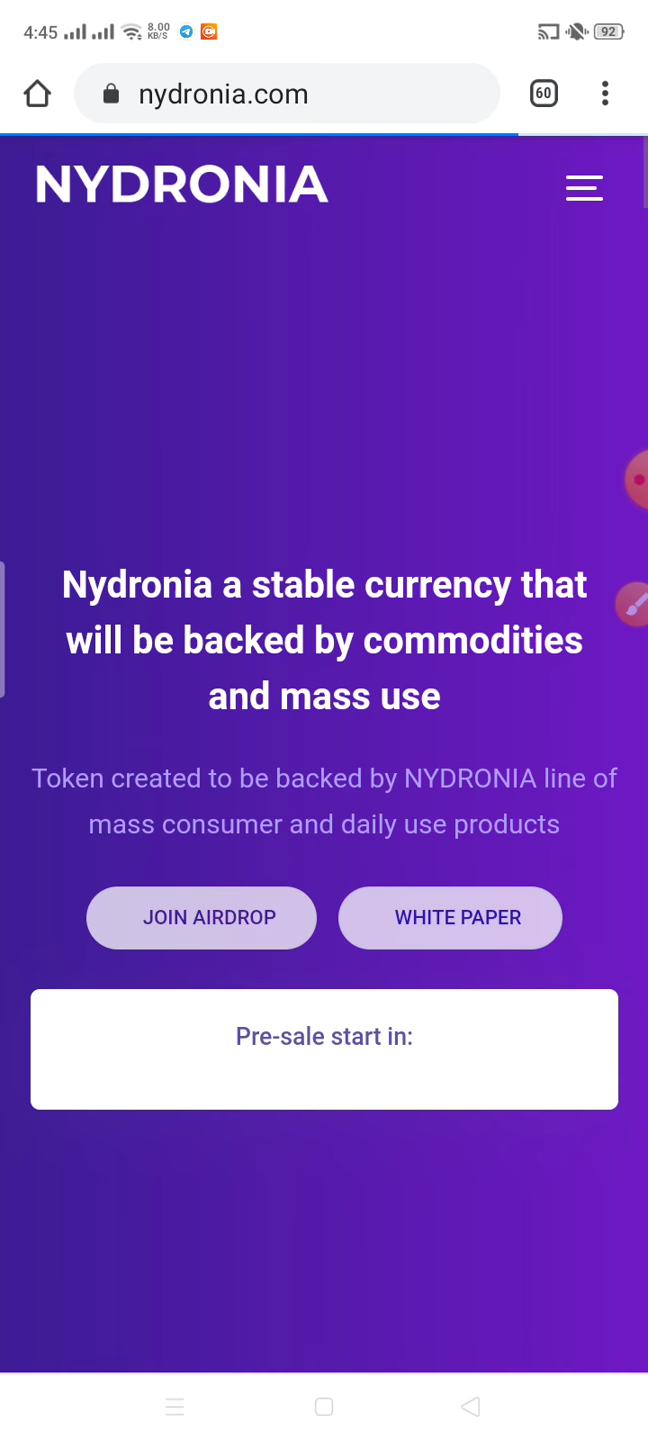 4:45 8.00 KB/S 92
nydronia.com 60
NYDRONIA
Nydronia a stable currency that
will be backed by commodities
and mass use
Token created to be backed by NYDRONIA line of
mass consumer and daily use products
JOIN AIRDROP WHITE PAPER
Pre-sale start in: